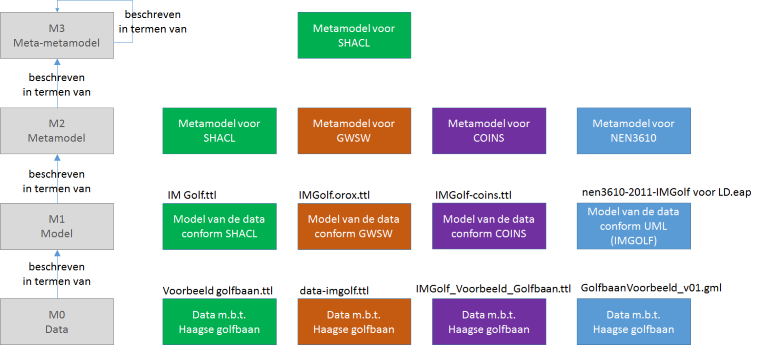 beschreven
in termen van
M3
Meta-metamodel
Metamodel voor
SHACL
beschreven
in termen van
M2
Metamodel
Metamodel voor
SHACL
Metamodel voor
GWSW
Metamodel voor
COINS
Metamodel voor
NEN3610
beschreven
in termen van
IM Golf.ttl
IMGolf.orox.ttl
IMGolf-coins.ttl
nen3610-2011-IMGolf voor LD.eap
M1
Model
Model van de data
conform SHACL
Model van de data
conform GWSW
Model van de data
conform COINS
Model van de data
conform UML
(IMGOLF)
beschreven
in termen van
Voorbeeld golfbaan.ttl
data-imgolf.ttl
IMGolf_Voorbeeld_Golfbaan.ttl
GolfbaanVoorbeeld_v01.gml
M0
Data
Data m.b.t.
Haagse golfbaan
Data m.b.t.
Haagse golfbaan
Data m.b.t.
Haagse golfbaan
Data m.b.t.
Haagse golfbaan